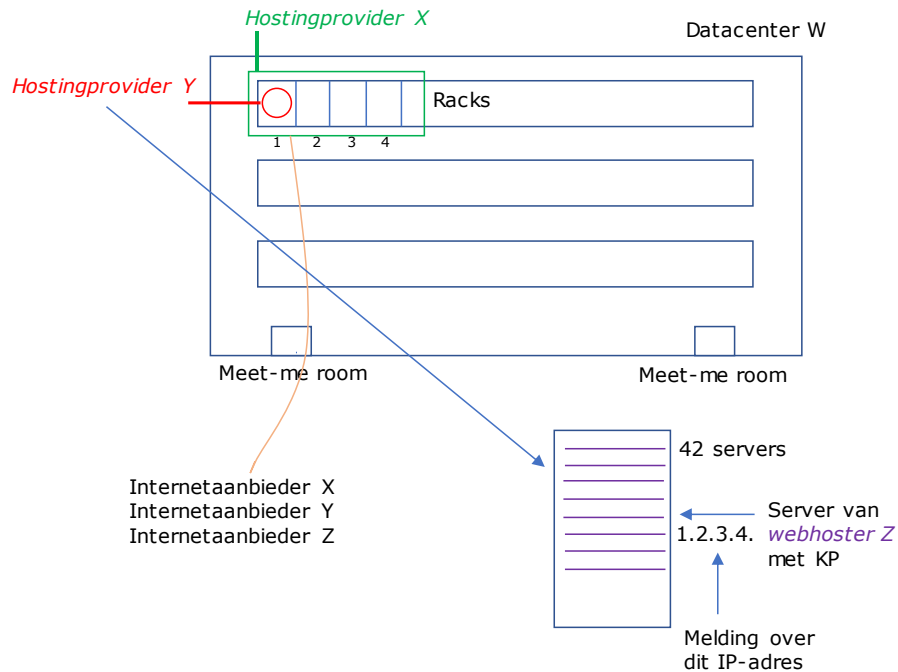 Hostingprovider X
Datacenter W
Hostingprovider Y
Racks
1 2 3 4
Meet-me room
Meet-me room
42 servers
Internetaanbieder X
Internetaanbieder Y
Internetaanbieder Z
Server van
1.2.3.4. webhoster Z
met KP
Melding over
dit IP-adres